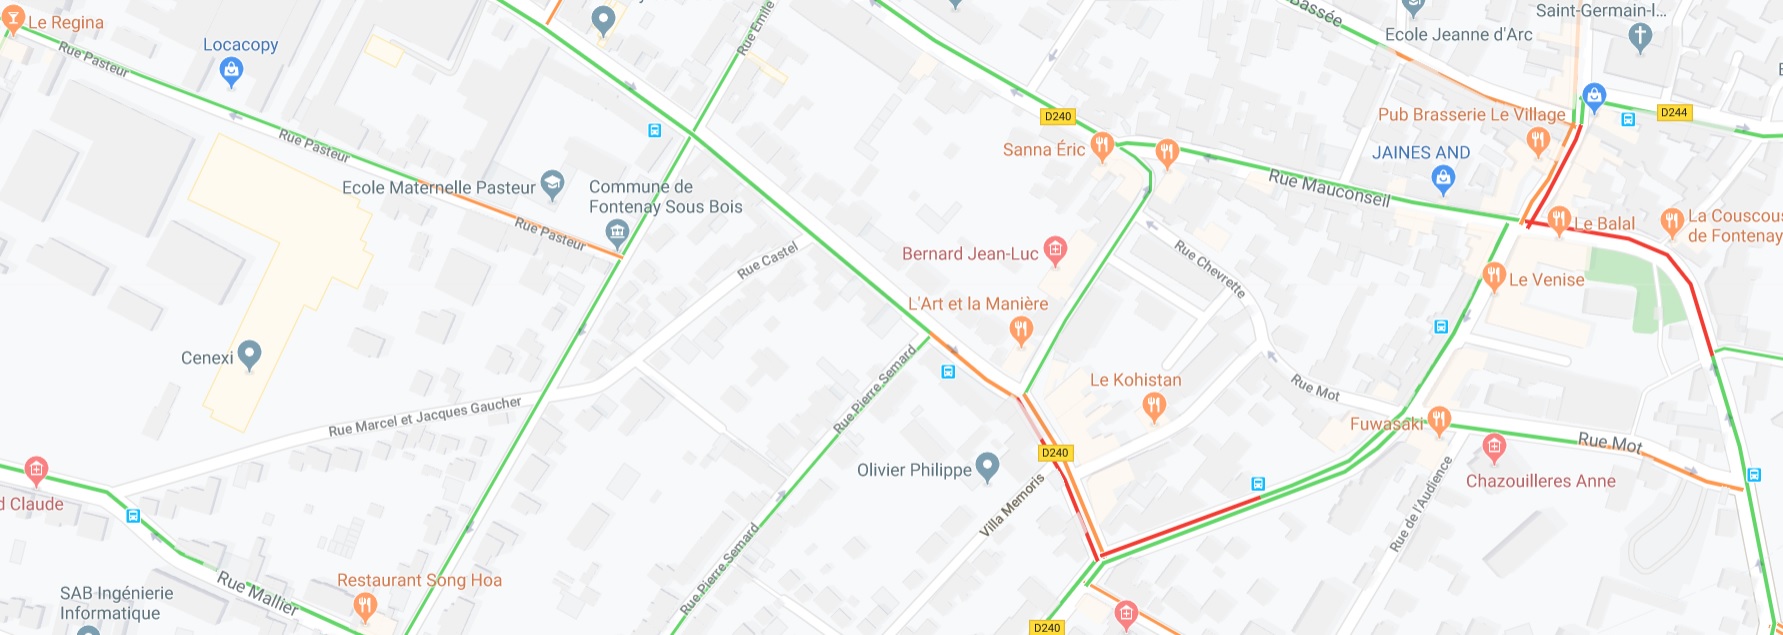 Le Regina
Rue Pasteur
Locacopy
Rue Emile
Bassée
Saint-Germain-l...
Ecole Jeanne d'Arc
D240
D244
Pub Brasserie Le Village
Sanna Éric
JAINES AND
Rue Pasteur
Ecole Maternelle Pasteur
Commune de
Fontenay Sous Bois
Rue Mauconseil
Rue Pasteur
Le Balal
La Couscous
de Fontenay
Rue Castel
Bernard Jean-Luc
Rue Chevrette
Le Venise
L'Art et la Manière
Cenexi
Rue Pierre Semard
Le Kohistan
Rue Mot
Rue Marcel et Jacques Gaucher
Fuwasaki
Rue Mot
D240
Olivier Philippe
Chazouilleres Anne
d Claude
Villa Memoris
Rue de l'Audience
Rue Pierre Semard
Rue Mallier
Restaurant Song Hoa
SAB Ingénierie
Informatique
D240